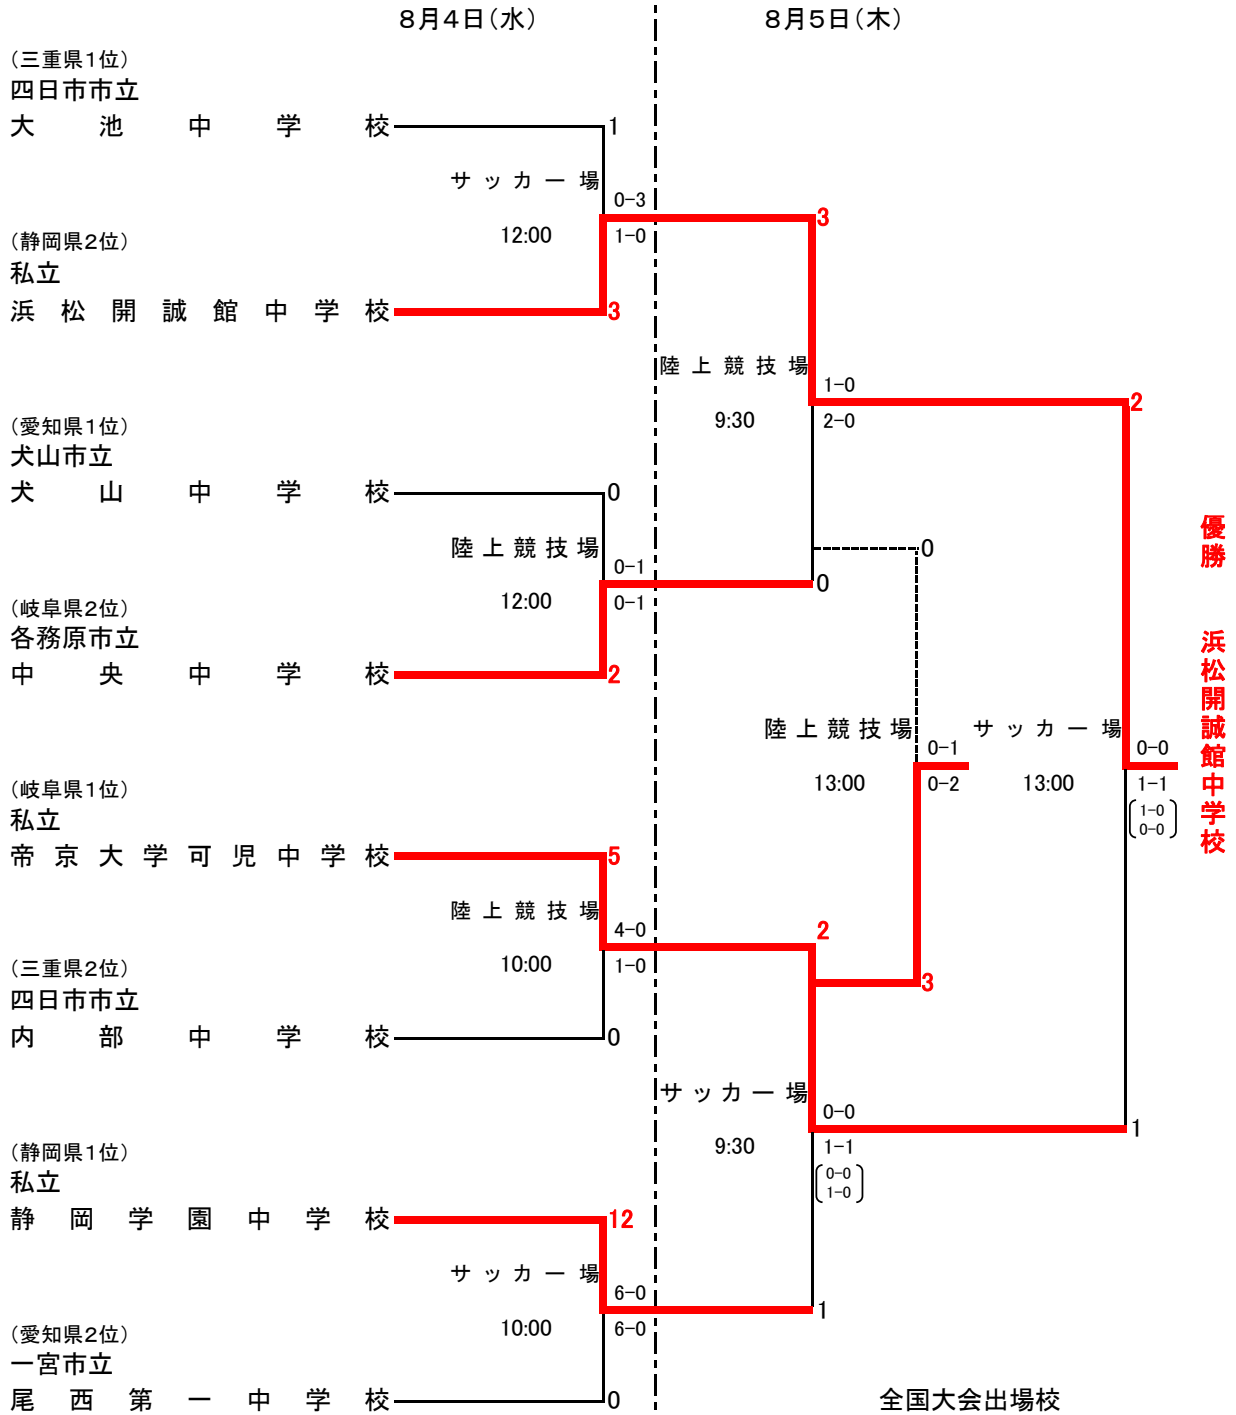 8月4日(水)
8月5日(木)
(三重県1位)
四日市市立
大池中学校
1
サッカー場
0-3
12:00
1-0
3
(静岡県2位)
私立
浜松開誠館中学校
3
陸上競技場
1-0
9:30
2-0
2
(愛知県1位)
犬山市立
犬山中学校
0
陸上競技場
0-1
12:00
0-1
0
0
(岐阜県2位)
各務原市立
中央中学校
2
陸上競技場
0-1
13:00
0-2
サッカー場
0-0
13:00
1-1
1-0
0-0
優勝 浜松開誠館中学校
(岐阜県1位)
私立
帝京大学可児中学校
5
陸上競技場
4-0
10:00
1-0
2
3
(三重県2位)
四日市市立
内部中学校
0
サッカー場
0-0
9:30
1-1
0-0
1-0
1
(静岡県1位)
私立
静岡学園中学校
12
サッカー場
6-0
10:00
6-0
1
(愛知県2位)
一宮市立
尾西第一中学校
0
全国大会出場校